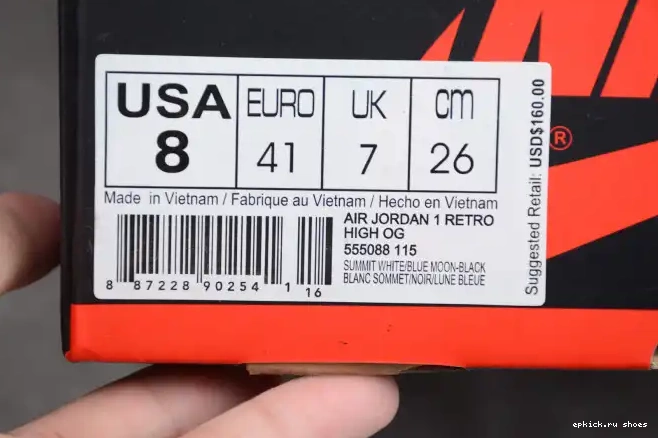 USA EURO UK cm
8 41 7 26
Made in Vietnam / Fabrique au Vietnam / Hecho en Vietnam
AIR JORDAN 1 RETRO
HIGH OG
555088 115
SUMMIT WHITE/BLUE MOON-BLACK
BLANC SOMMET/NOIR/LUNE BLEUE
8 87228 90254 1 16
Suggested Retail: USD$160.00
®
epkick.ru shoes